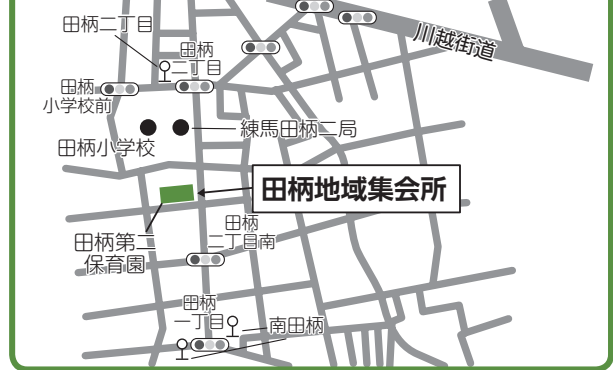 田柄二丁目
川越街道
田柄
二丁目
田柄
小学校前
練馬田柄二局
田柄小学校
田柄地域集会所
田柄
二丁目南
田柄第二
保育園
田柄
一丁目
南田柄